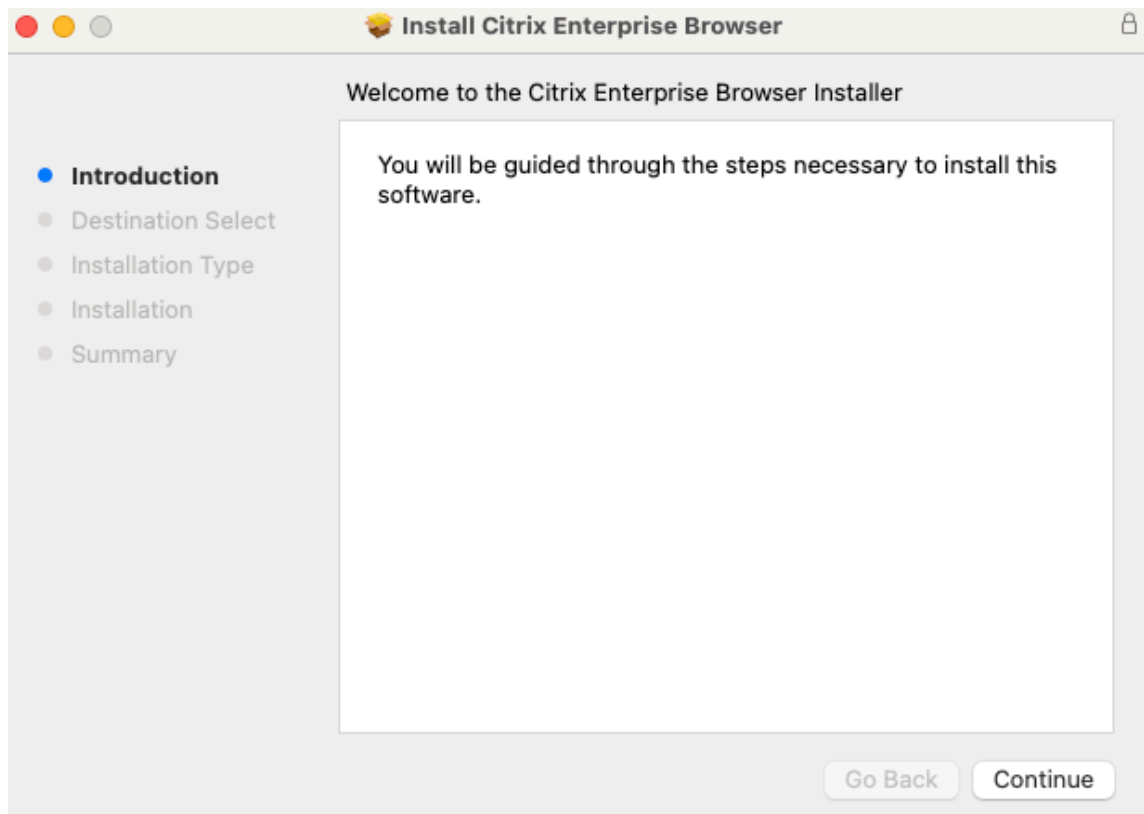 Install Citrix Enterprise Browser
Welcome to the Citrix Enterprise Browser Installer
Introduction
Destination Select
Installation Type
Installation
Summary
You will be guided through the steps necessary to install this
software.
Go Back
Continue